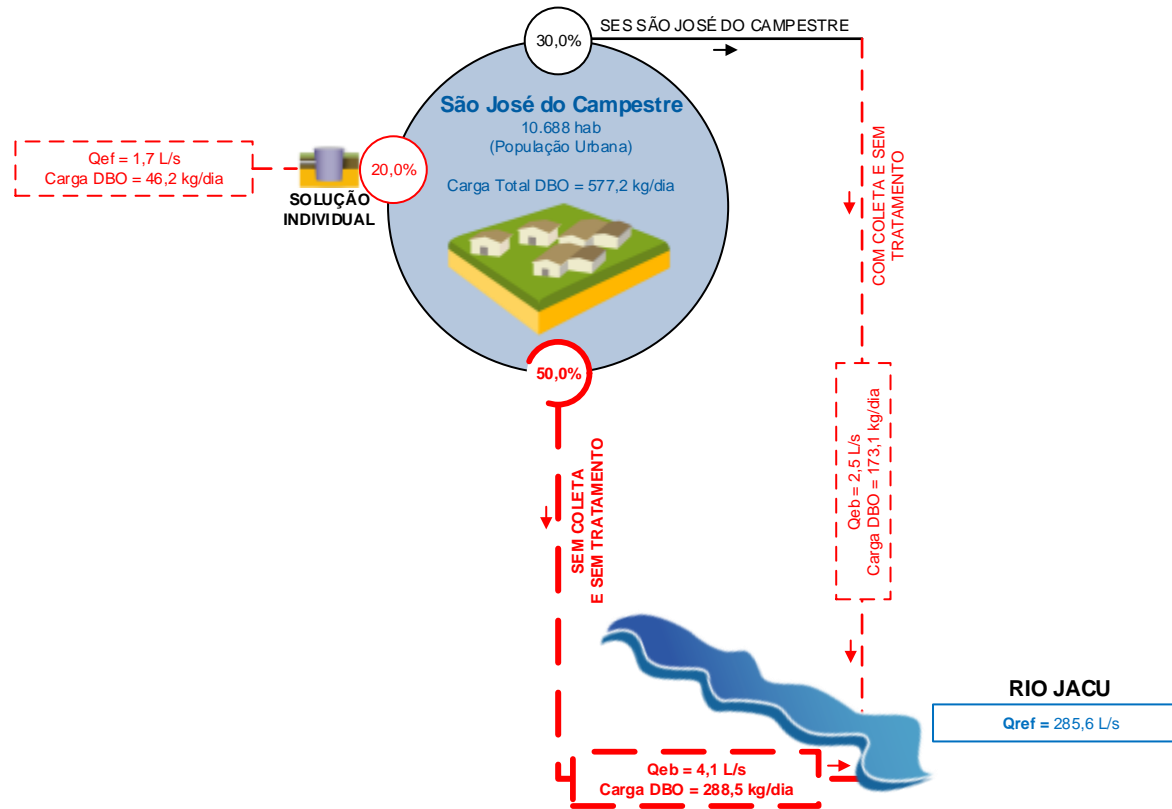 SES SÃO JOSÉ DO CAMPESTRE
30,0%
São José do Campestre
10.688 hab
(População Urbana)
Carga Total DBO = 577,2 kg/dia
Qef = 1,7 L/s
Carga DBO = 46,2 kg/dia
20,0%
SOLUÇÃO
INDIVIDUAL
COM COLETA E SEM
TRATAMENTO
50,0%
SEM COLETA
E SEM TRATAMENTO
Qeb = 2,5 L/s
Carga DBO = 173,1 kg/dia
RIO JACU
Qref = 285,6 L/s
Qeb = 4,1 L/s
Carga DBO = 288,5 kg/dia